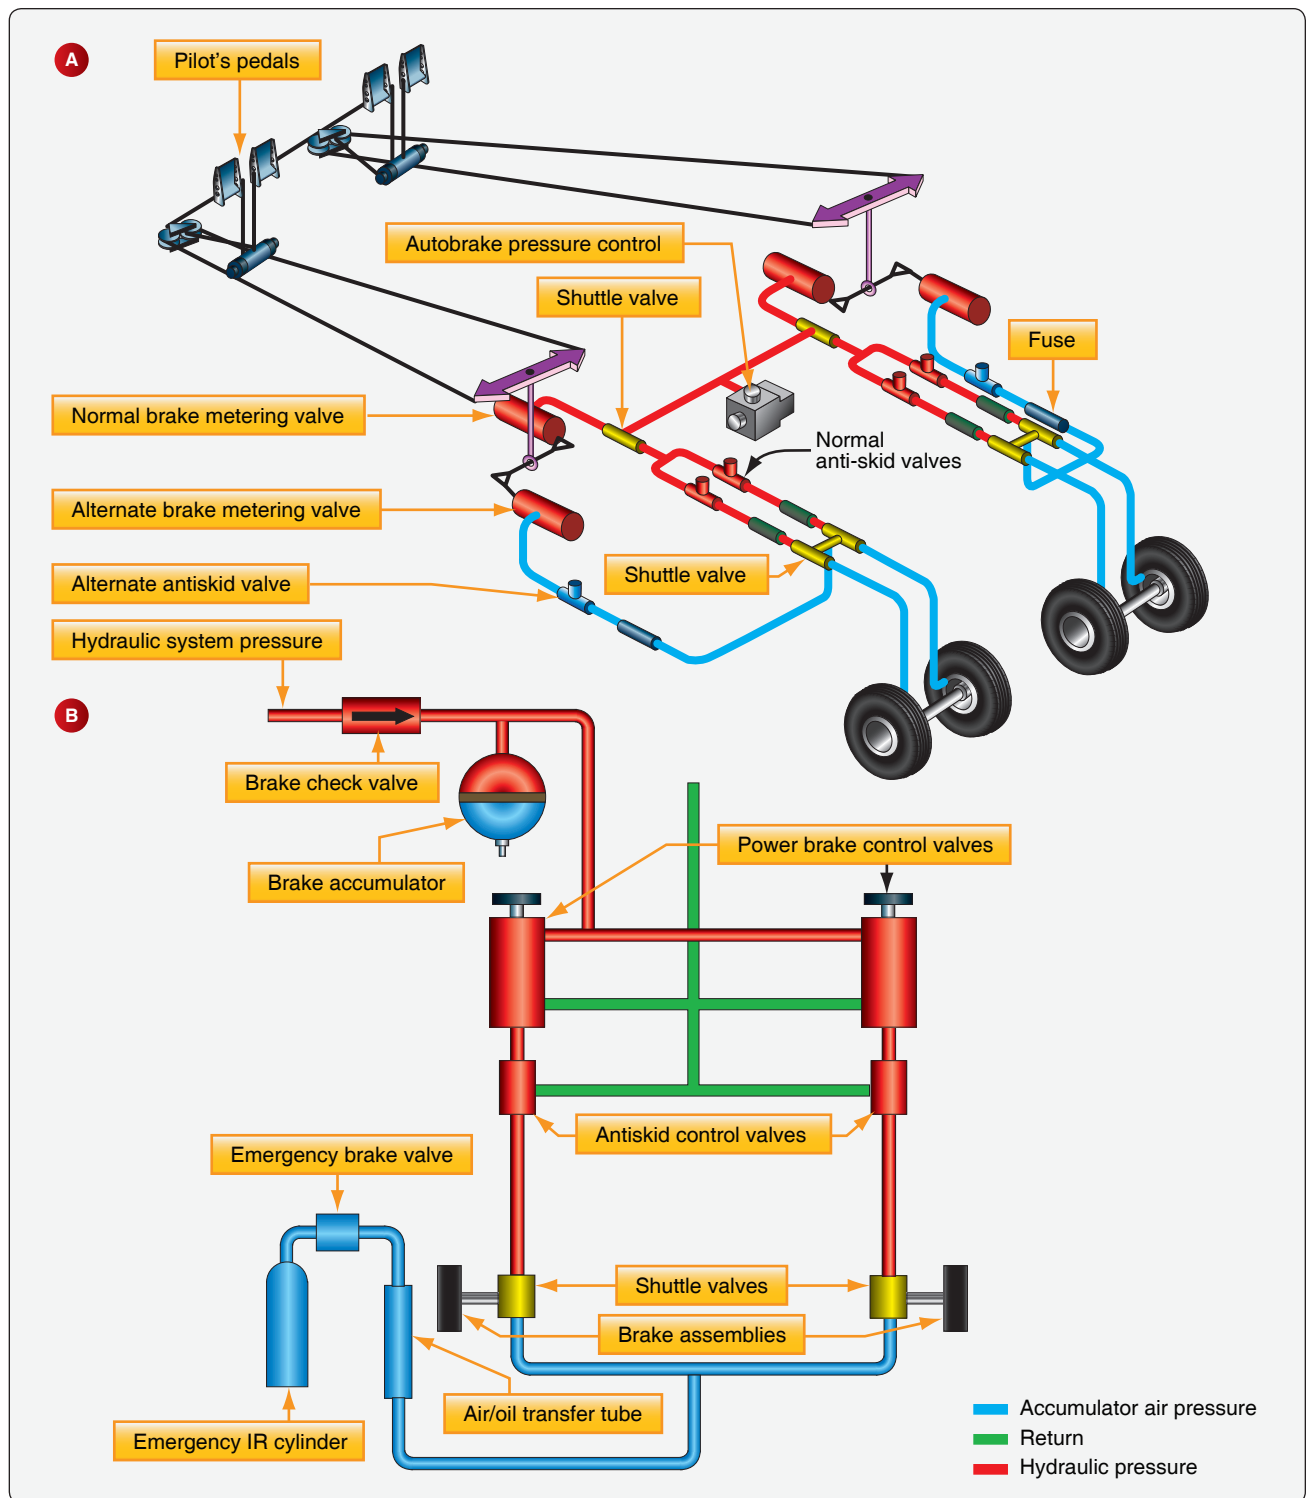 A
Pilot's pedals
Autobrake pressure control
Shuttle valve
Fuse
Normal brake metering valve
Normal
anti-skid valves
Alternate brake metering valve
Shuttle valve
Alternate antiskid valve
Hydraulic system pressure
B
Brake check valve
Power brake control valves
Brake accumulator
Antiskid control valves
Emergency brake valve
Shuttle valves
Brake assemblies
Air/oil transfer tube
Emergency IR cylinder
Accumulator air pressure
Return
Hydraulic pressure